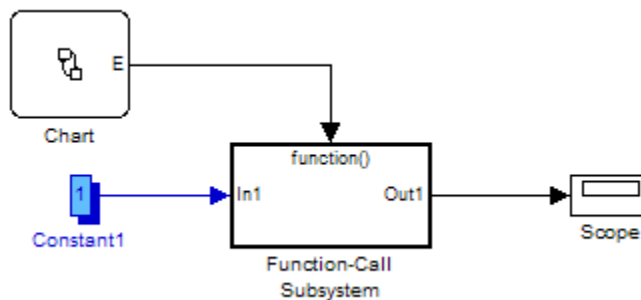 E
Chart
function()
1
In1
Out1
Constant1
Scope
Function-Call
Subsystem